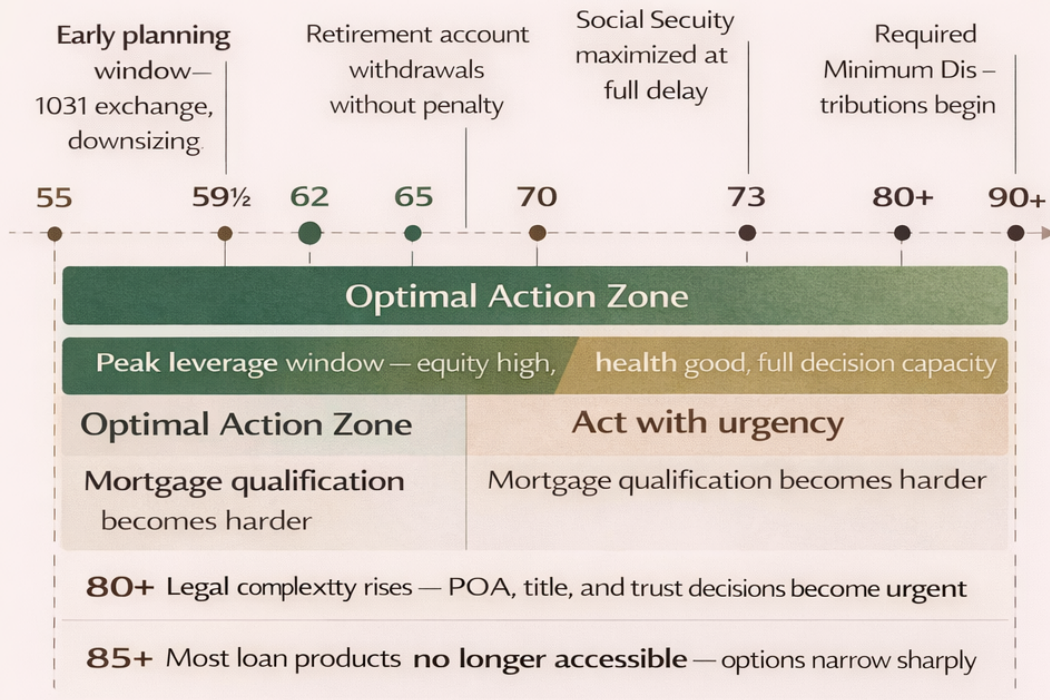 Early planning
window—
1031 exchange,
downsizing.
Retirement account
withdrawals
without penalty
Social Secuity
maximized at
full delay
Required
Minimum Dis –
tributions begin
55
59½
62
65
70
73
80+
90+
Optimal Action Zone
Peak leverage window — equity high, health good, full decision capacity
Optimal Action Zone
Act with urgency
Mortgage qualification
becomes harder
Mortgage qualification becomes harder
80+ Legal complextty rises — POA, title, and trust decisions become urgent
85+ Most loan products no longer accessible — options narrow sharply